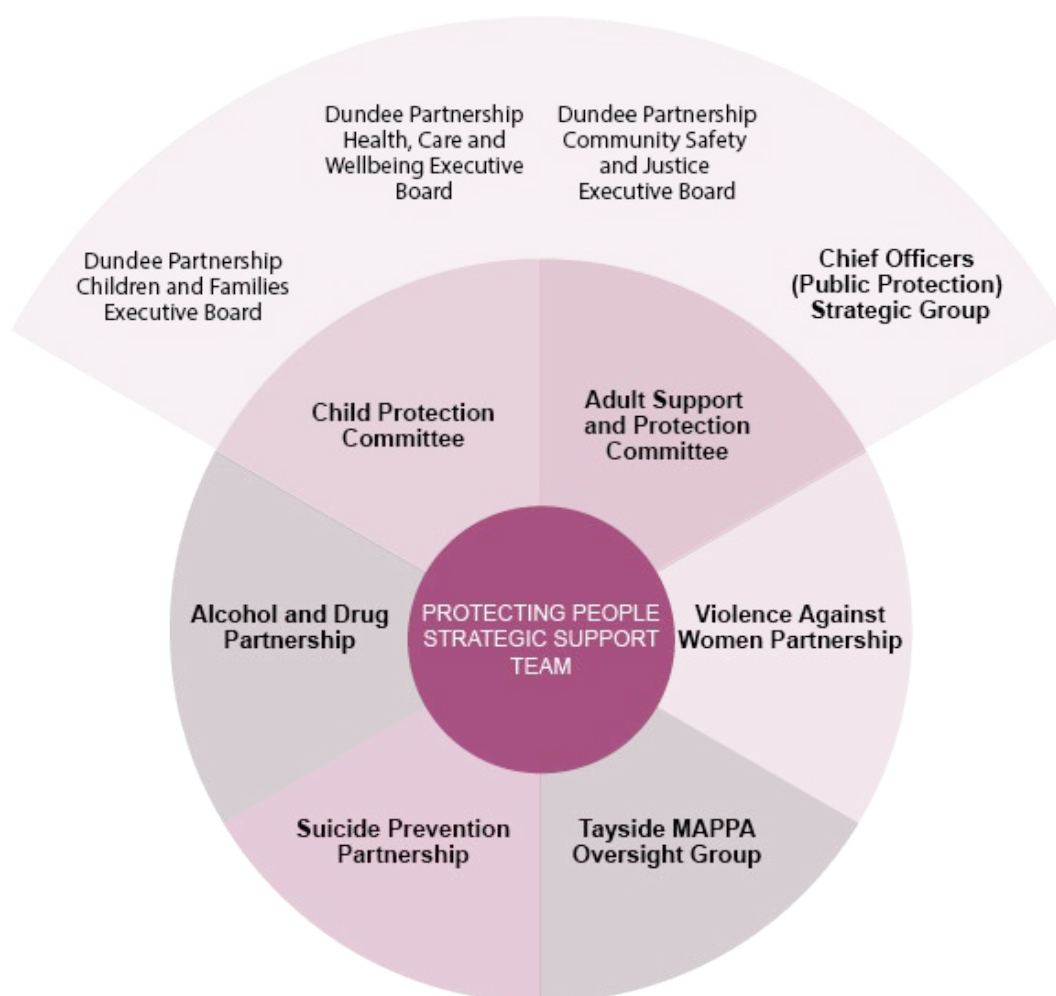 Dundee Partnership
Health, Care and
Wellbeing Executive
Board
Dundee Partnership
Community Safety
and Justice
Executive Board
Dundee Partnership
Children and Families
Executive Board
Chief Officers
(Public Protection)
Strategic Group
Child Protection
Committee
Adult Support
and Protection
Committee
Alcohol and Drug
Partnership
PROTECTING PEOPLE
STRATEGIC SUPPORT
TEAM
Violence Against
Women Partnership
Suicide Prevention
Partnership
Tayside MAPPA
Oversight Group